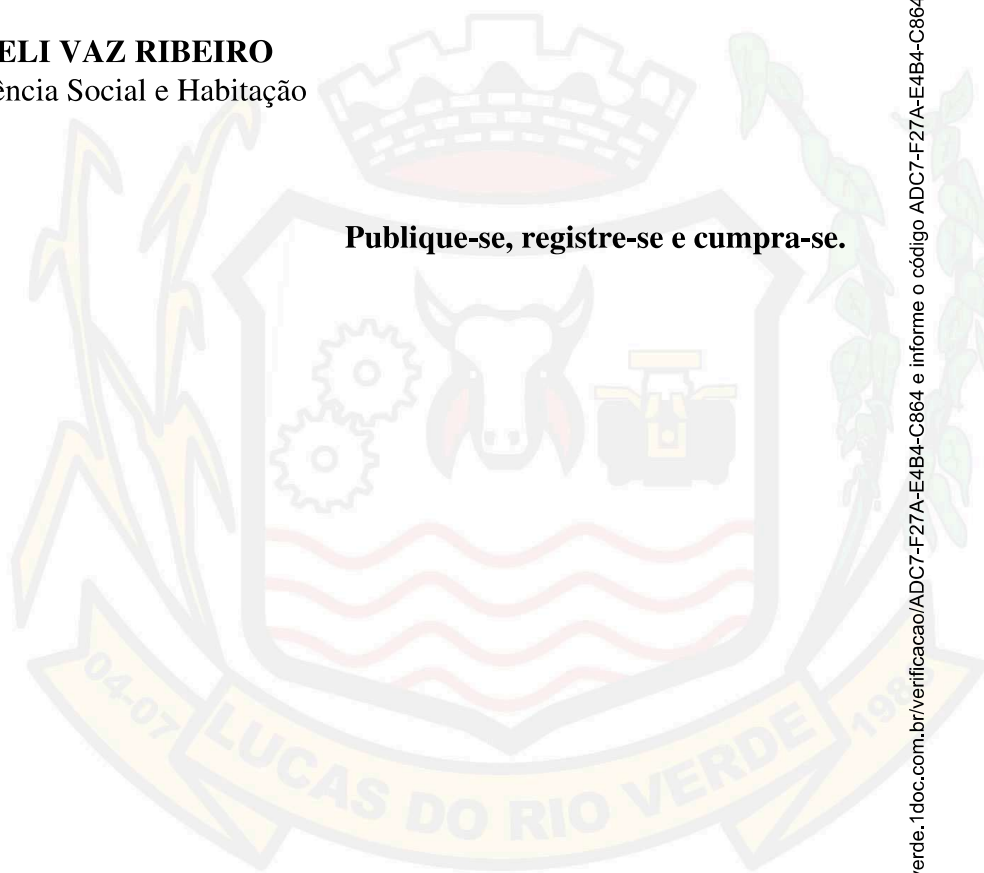 ELI VAZ RIBEIRO
ência Social e Habitação
Publique-se, registre-se e cumpra-se.
04-07 LUCAS DO RIO VERDE 1988
erde.1doc.com.br/verificacao/ADC7-F27A-E4B4-C864 e informe o código ADC7-F27A-E4B4-C864